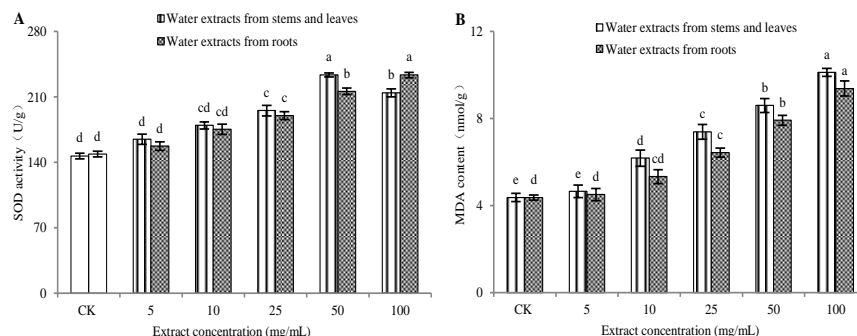 A
Water extracts from stems and leaves
Water extracts from roots
SOD activity（U/g）
280
210
140
70
0
d d
d d
cd cd
c c
a b
b a
CK 5 10 25 50 100
Extract concentration (mg/mL)
B
Water extracts from stems and leaves
Water extracts from roots
MDA content（nmol/g）
12
8
4
0
e d
e d
d cd
c c
b b
a a
CK 5 10 25 50 100
Extract concentration (mg/mL)